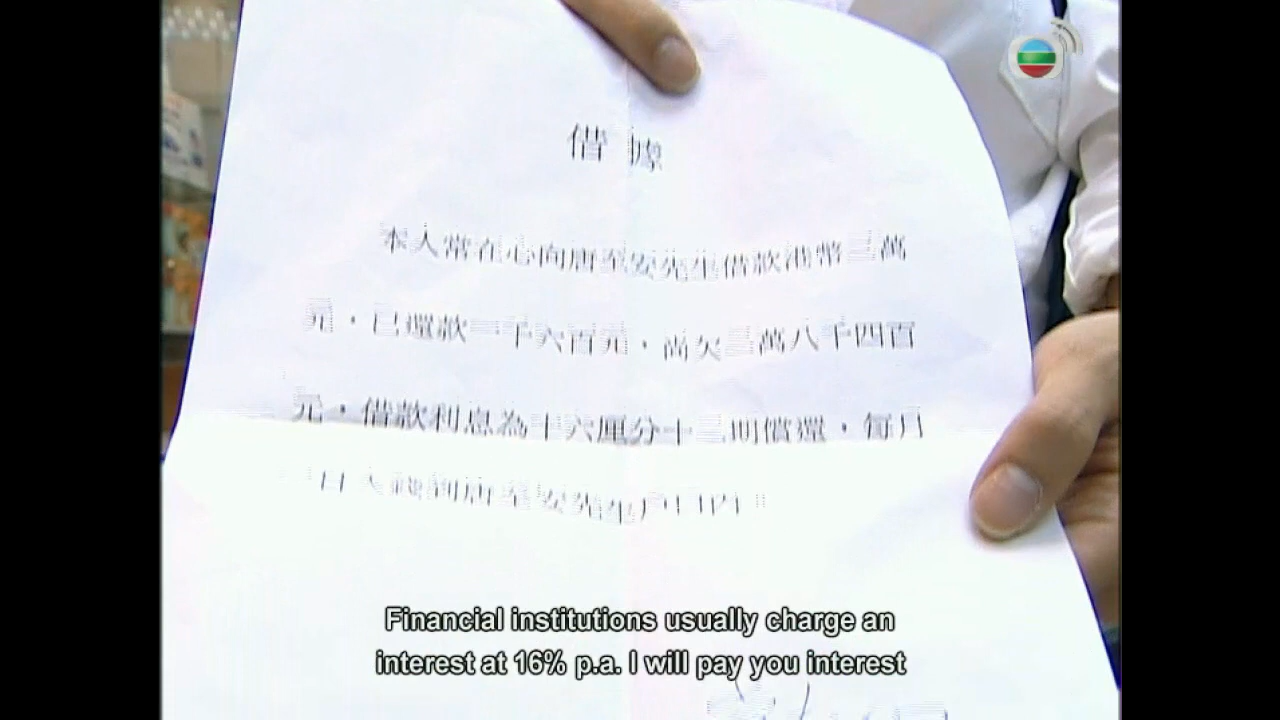 借據
本人常在心向唐至安先生借款港幣三萬
元，已還款一千六百元，尚欠二萬八千四百
元，借款利息為十六厘分十二期償還，每月
日入錢到唐至安先生戶口內。
Financial institutions usually charge an
interest at 16% p.a. I will pay you interest